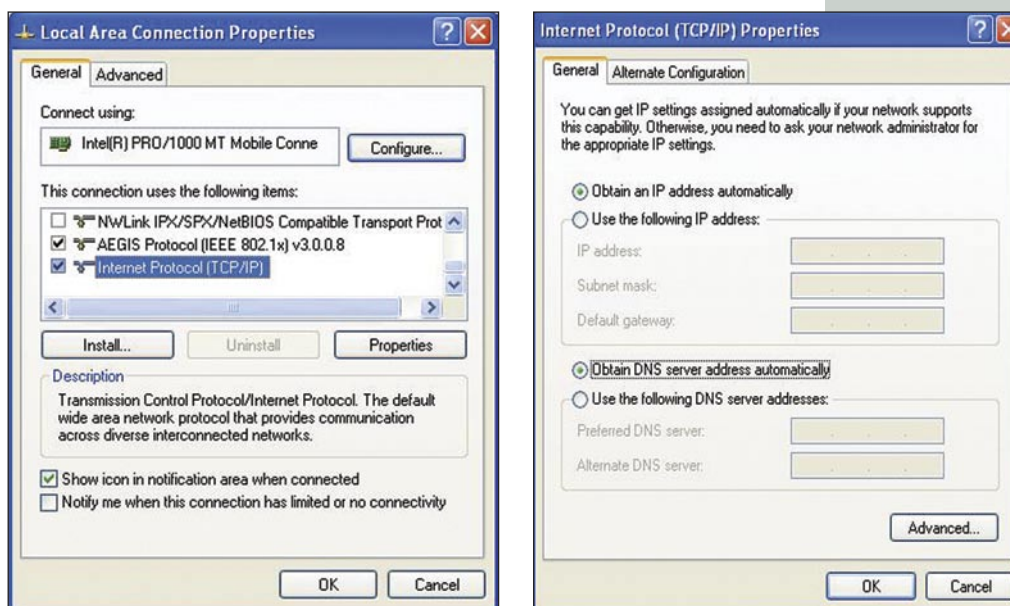 Local Area Connection Properties
General Advanced
Connect using:
Intel(R) PRO/1000 MT Mobile Conne
Configure...
This connection uses the following items:
NWLink IPX/SPX/NetBIOS Compatible Transport Prot
AEGIS Protocol (IEEE 802.1x) v3.0.0.8
Internet Protocol (TCP/IP)
Install... Uninstall Properties
Description
Transmission Control Protocol/Internet Protocol. The default
wide area network protocol that provides communication
across diverse interconnected networks.
Show icon in notification area when connected
Notify me when this connection has limited or no connectivity
OK Cancel
Internet Protocol (TCP/IP) Properties
General Alternate Configuration
You can get IP settings assigned automatically if your network supports
this capability. Otherwise, you need to ask your network administrator for
the appropriate IP settings.
Obtain an IP address automatically
Use the following IP address:
IP address:
Subnet mask:
Default gateway:
Obtain DNS server address automatically
Use the following DNS server addresses:
Preferred DNS server:
Alternate DNS server:
Advanced...
OK Cancel